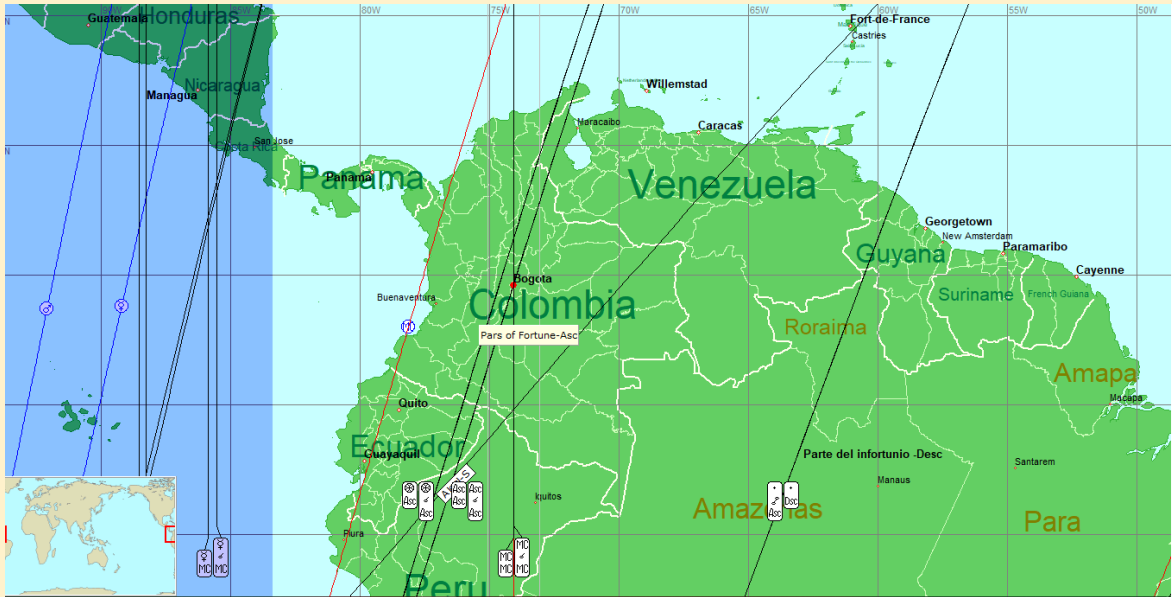 90W
80W
70W
65W
60W
55W
50W
Honduras
Guatemala
Fort-de-France
Castries
Nicaragua
Managua
Willemstad
Maracaibo
Caracas
N
San Jose
Costa Rica
Panama
Panama
Venezuela
Georgetown
New Amsterdam
Paramaribo
Guyana
Cayenne
Suriname
French Guiana
Bogota
Buenaventura
Colombia
MC
Pars of Fortune-Asc
Roraima
Amapa
Macapa
Quito
Ecuador
Guayaquil
Parte del infortunio -Desc
Santarem
Manaus
Iquitos
Asc
Asc
Asc
Asc
Asc
Asc
Dsc
Amazonas
Para
Piura
MC
MC
MC
MC
MC
MC
Peru